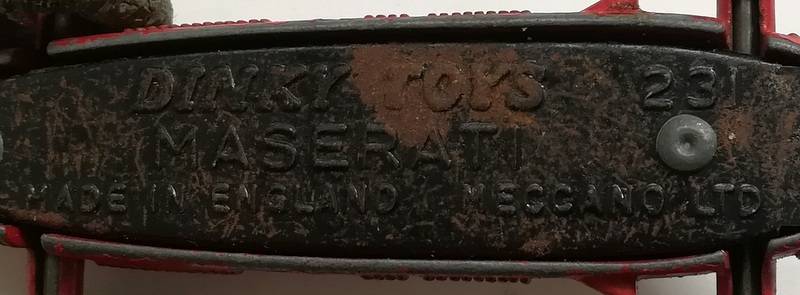 DINKY TOYS 231
MASERATI
MADE IN ENGLAND MECCANO LTD